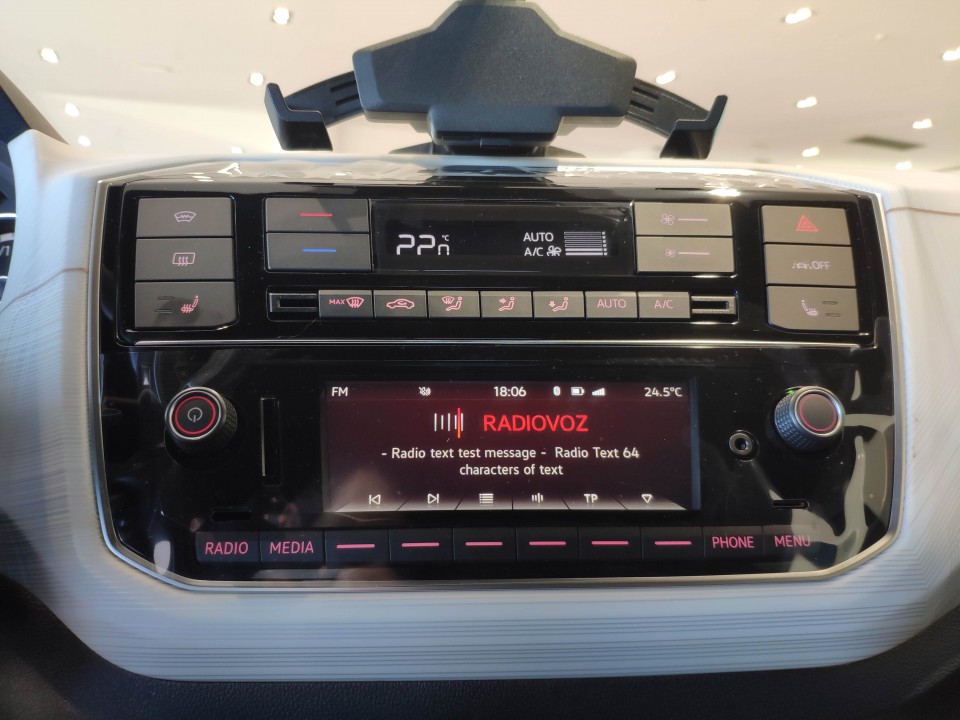 22n °C
AUTO
A/C
OFF
MAX
AUTO
A/C
FM 18:06 24.5°C
RADIOVOZ
- Radio text test message - Radio Text 64
characters of text
TP
RADIO MEDIA PHONE MENU